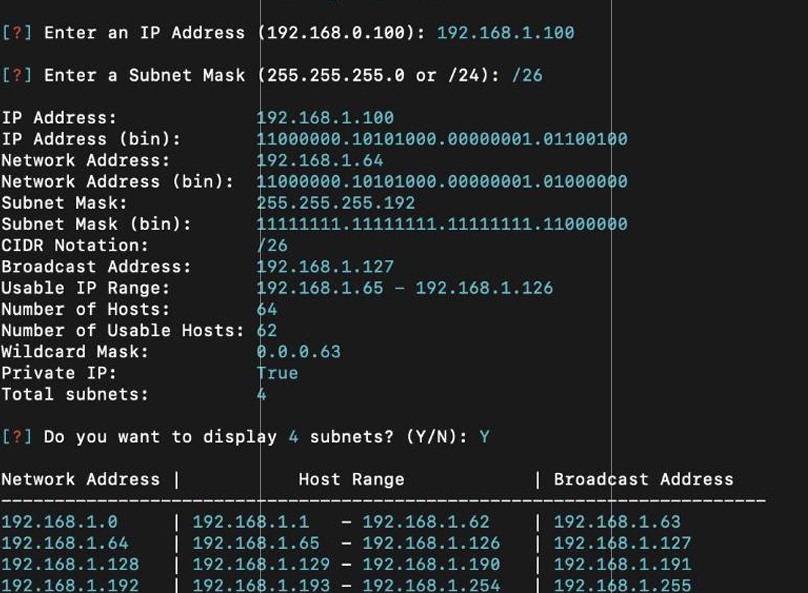 [?] Enter an IP Address (192.168.0.100): 192.168.1.100
[?] Enter a Subnet Mask (255.255.255.0 or /24): /26
IP Address: 192.168.1.100
IP Address (bin): 11000000.10101000.00000001.01100100
Network Address: 192.168.1.64
Network Address (bin): 11000000.10101000.00000001.01000000
Subnet Mask: 255.255.255.192
Subnet Mask (bin): 11111111.11111111.11111111.11000000
CIDR Notation: /26
Broadcast Address: 192.168.1.127
Usable IP Range: 192.168.1.65 - 192.168.1.126
Number of Hosts: 64
Number of Usable Hosts: 62
Wildcard Mask: 0.0.0.63
Private IP: True
Total subnets: 4
[?] Do you want to display 4 subnets? (Y/N): Y
Network Address | Host Range | Broadcast Address
------------------------------------------------------------------------
192.168.1.0 | 192.168.1.1 - 192.168.1.62 | 192.168.1.63
192.168.1.64 | 192.168.1.65 - 192.168.1.126 | 192.168.1.127
192.168.1.128 | 192.168.1.129 - 192.168.1.190 | 192.168.1.191
192.168.1.192 | 192.168.1.193 - 192.168.1.254 | 192.168.1.255